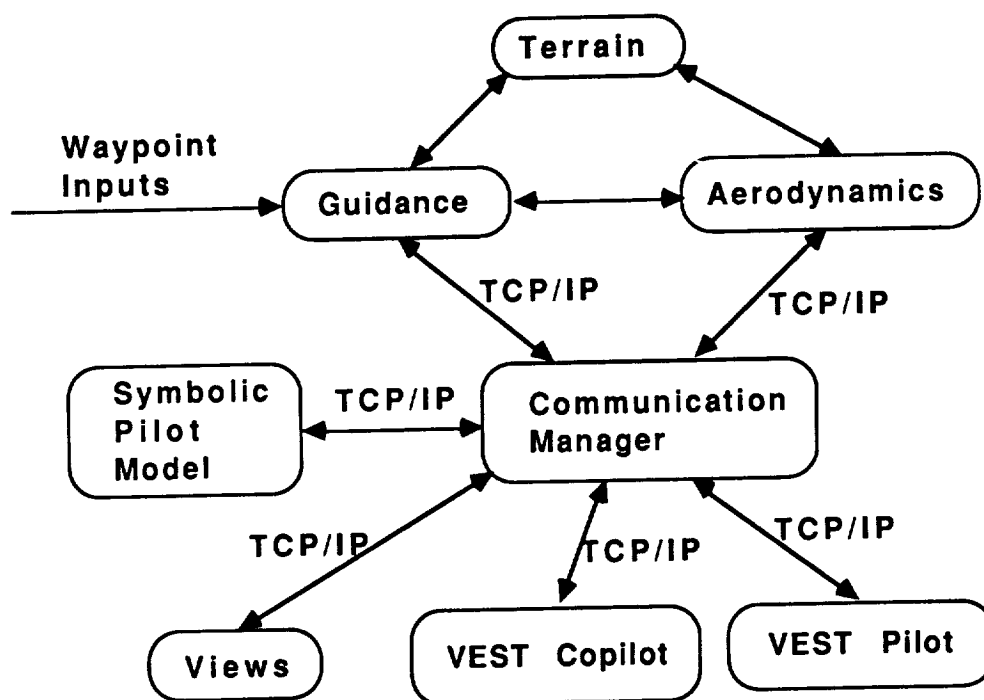 Terrain
Waypoint
Inputs
Guidance
Aerodynamics
TCP/IP
TCP/IP
Symbolic
Pilot
Model
TCP/IP
Communication
Manager
TCP/IP
TCP/IP
TCP/IP
Views
VEST Copilot
VEST Pilot